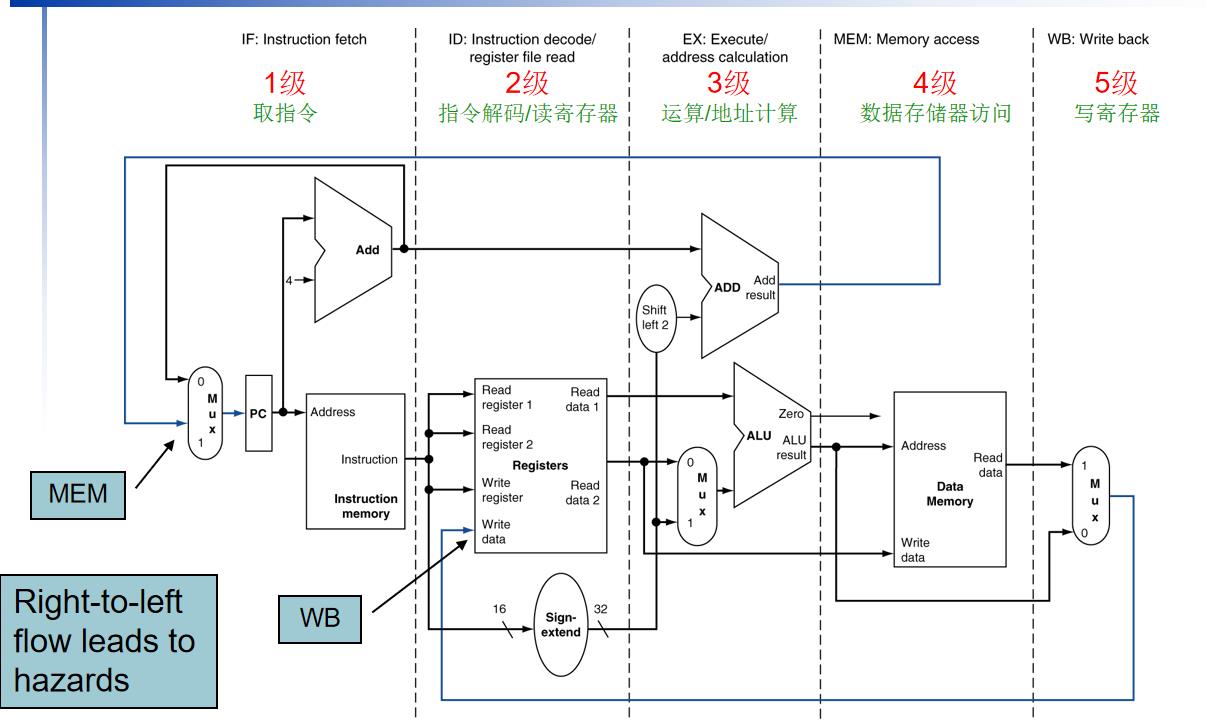 IF: Instruction fetch
1级
取指令
ID: Instruction decode/
register file read
2级
指令解码/读寄存器
EX: Execute/
address calculation
3级
运算/地址计算
MEM: Memory access
4级
数据存储器访问
WB: Write back
5级
写寄存器
Add
4
ADD
Add
result
Shift
left 2
0
M
u
x
1
PC
Address
Instruction
Instruction
memory
Read
register 1
Read
register 2
Write
register
Write
data
Registers
Read
data 1
Read
data 2
0
M
u
x
1
Zero
ALU
ALU
result
Address
Read
data
Data
Memory
Write
data
1
M
u
x
0
MEM
WB
16
Sign-
extend
32
Right-to-left
flow leads to
hazards